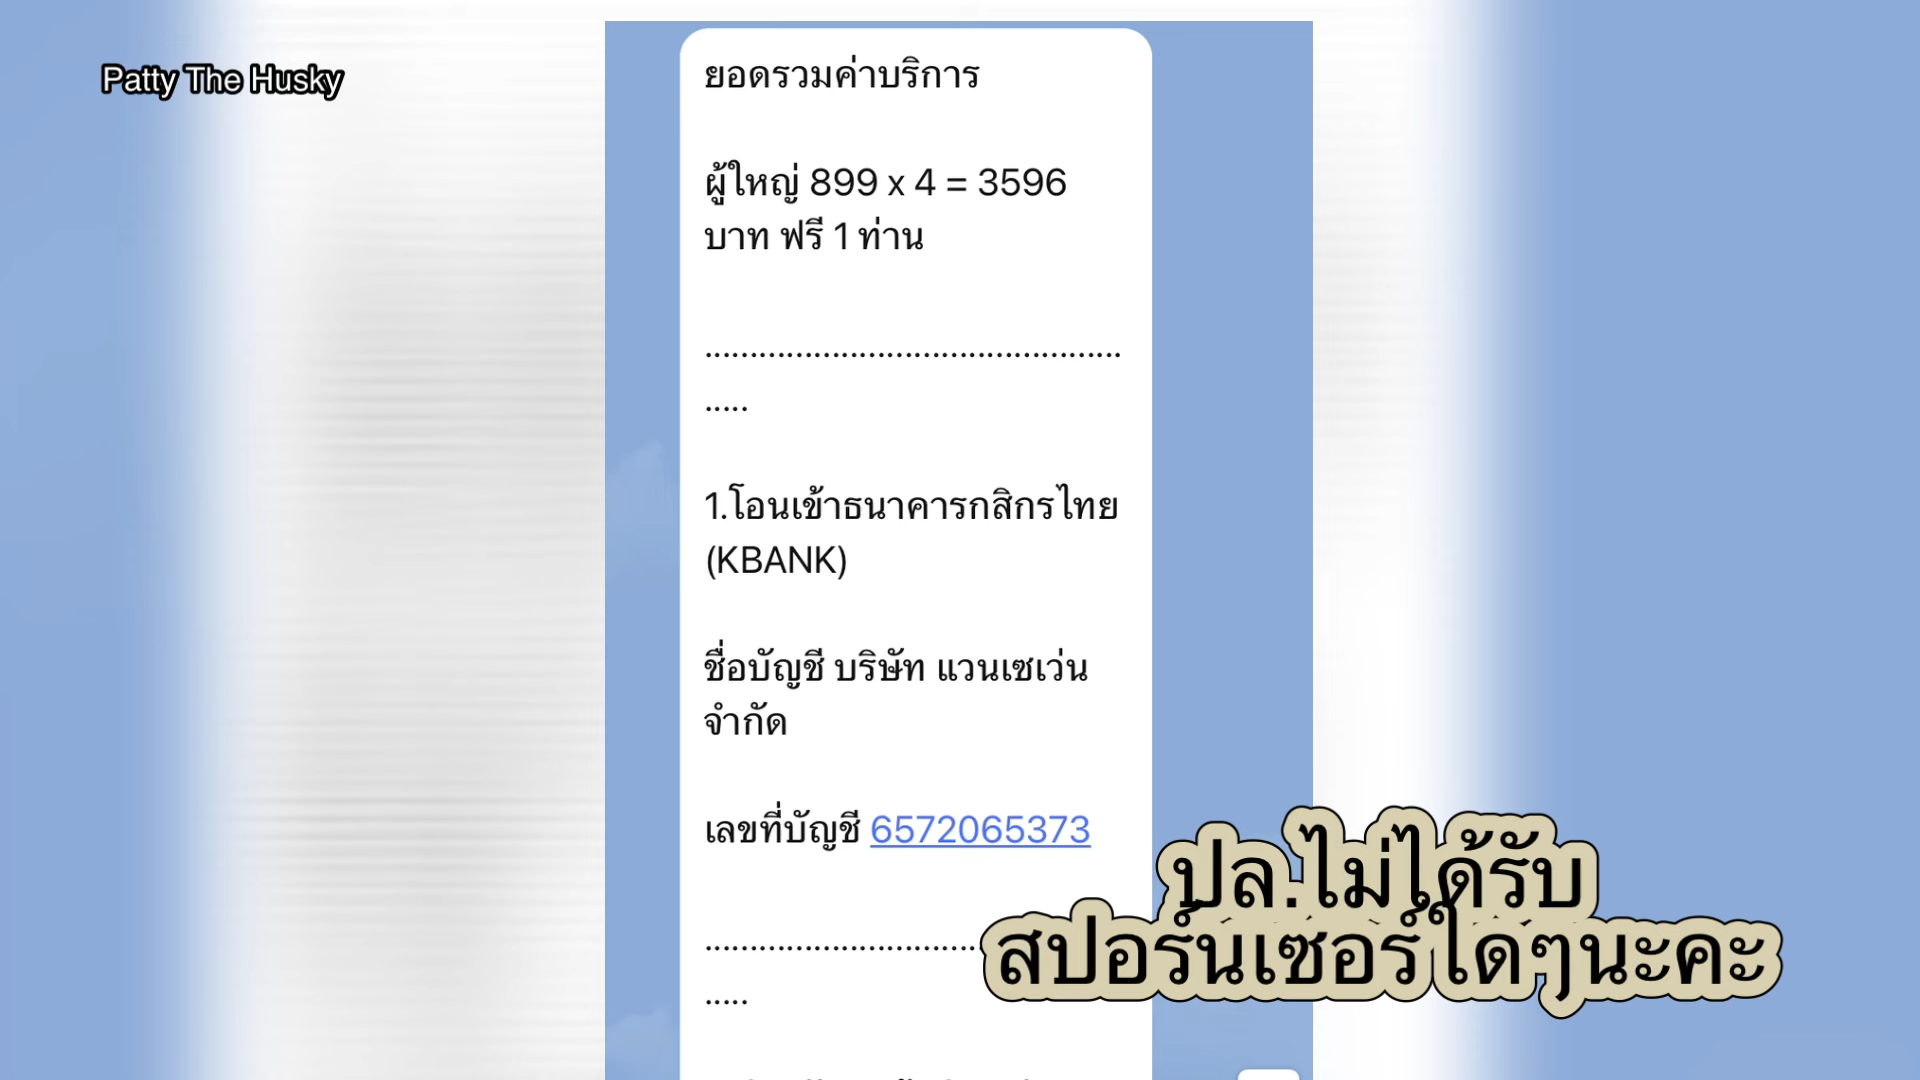 Patty The Husky
ยอดรวมค่าบริการ
ผู้ใหญ่ 899 x 4 = 3596
บาท ฟรี 1 ท่าน
...............................................
.....
1.โอนเข้าธนาคารกสิกรไทย
(KBANK)
ชื่อบัญชี บริษัท แวนเซเว่น
จำกัด
เลขที่บัญชี 6572065373
..............................
.....
ปล.ไม่ได้รับ
สปอร์นเซอร์ใดๆนะคะ